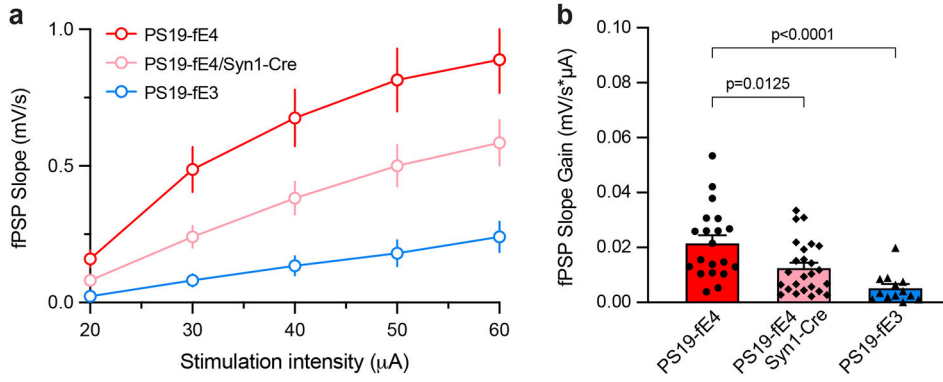 a
PS19-fE4
PS19-fE4/Syn1-Cre
PS19-fE3
fPSP Slope (mV/s)
1.0
0.5
0.0
20
30
40
50
60
Stimulation intensity (μA)
b
p<0.0001
p=0.0125
fPSP Slope Gain (mV/s*μA)
0.10
0.08
0.06
0.04
0.02
0.00
PS19-fE4
PS19-fE4
Syn1-Cre
PS19-fE3